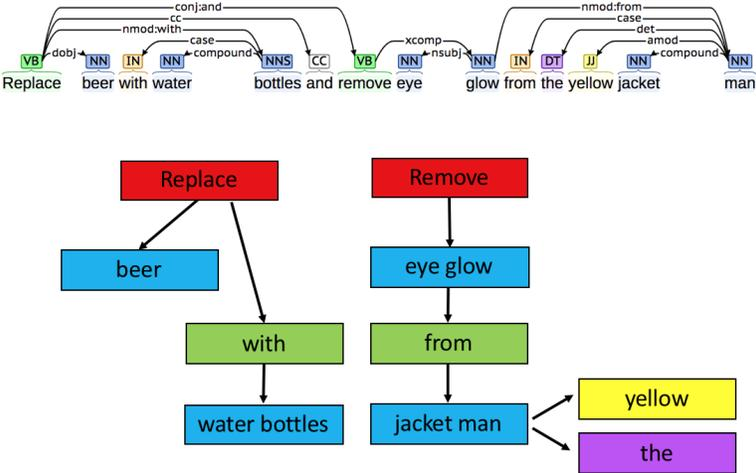 conj:and
nmod:from
cc
case
nmod:with
det
case
xcomp
amod
dobj
compound
nsubj
compound
VB NN IN NN NNS CC VB NN NN IN DT JJ NN NN
Replace beer with water bottles and remove eye glow from the yellow jacket man
Replace
Remove
beer
eye glow
with
from
yellow
water bottles
jacket man
the